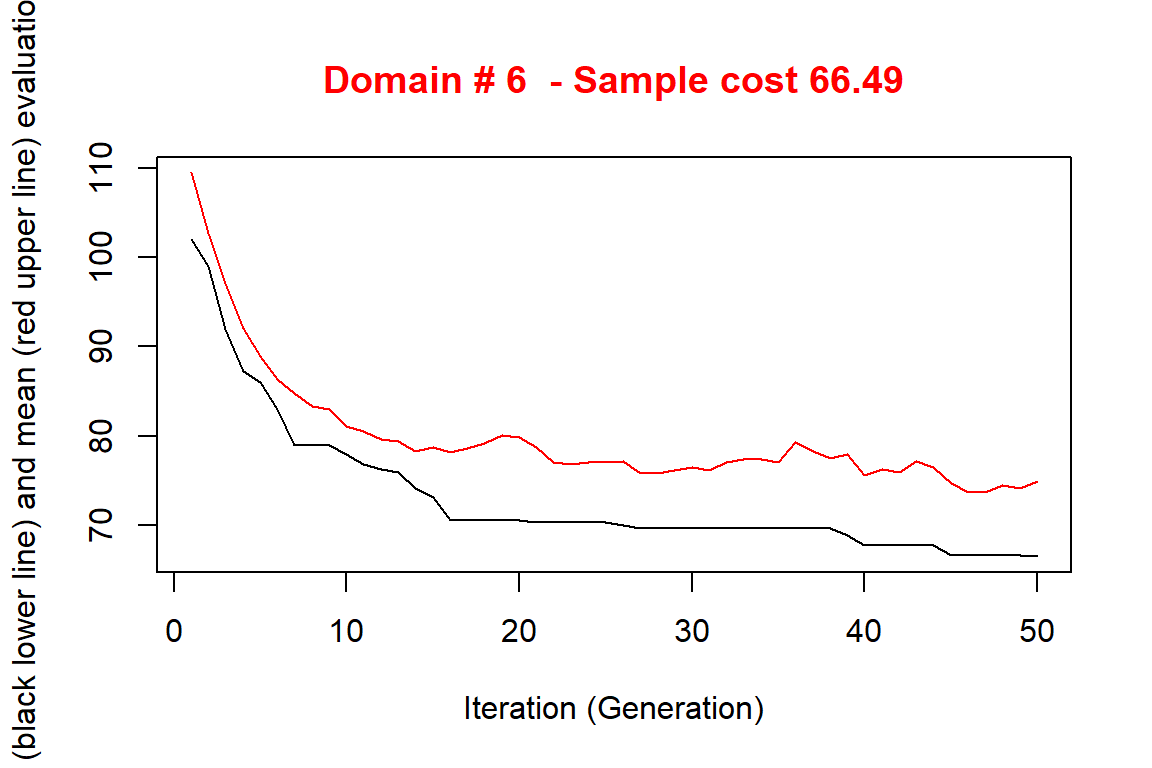 Domain # 6  - Sample cost 66.49
(black lower line) and mean (red upper line) evaluatio
110
100
90
80
70
0 10 20 30 40 50
Iteration (Generation)